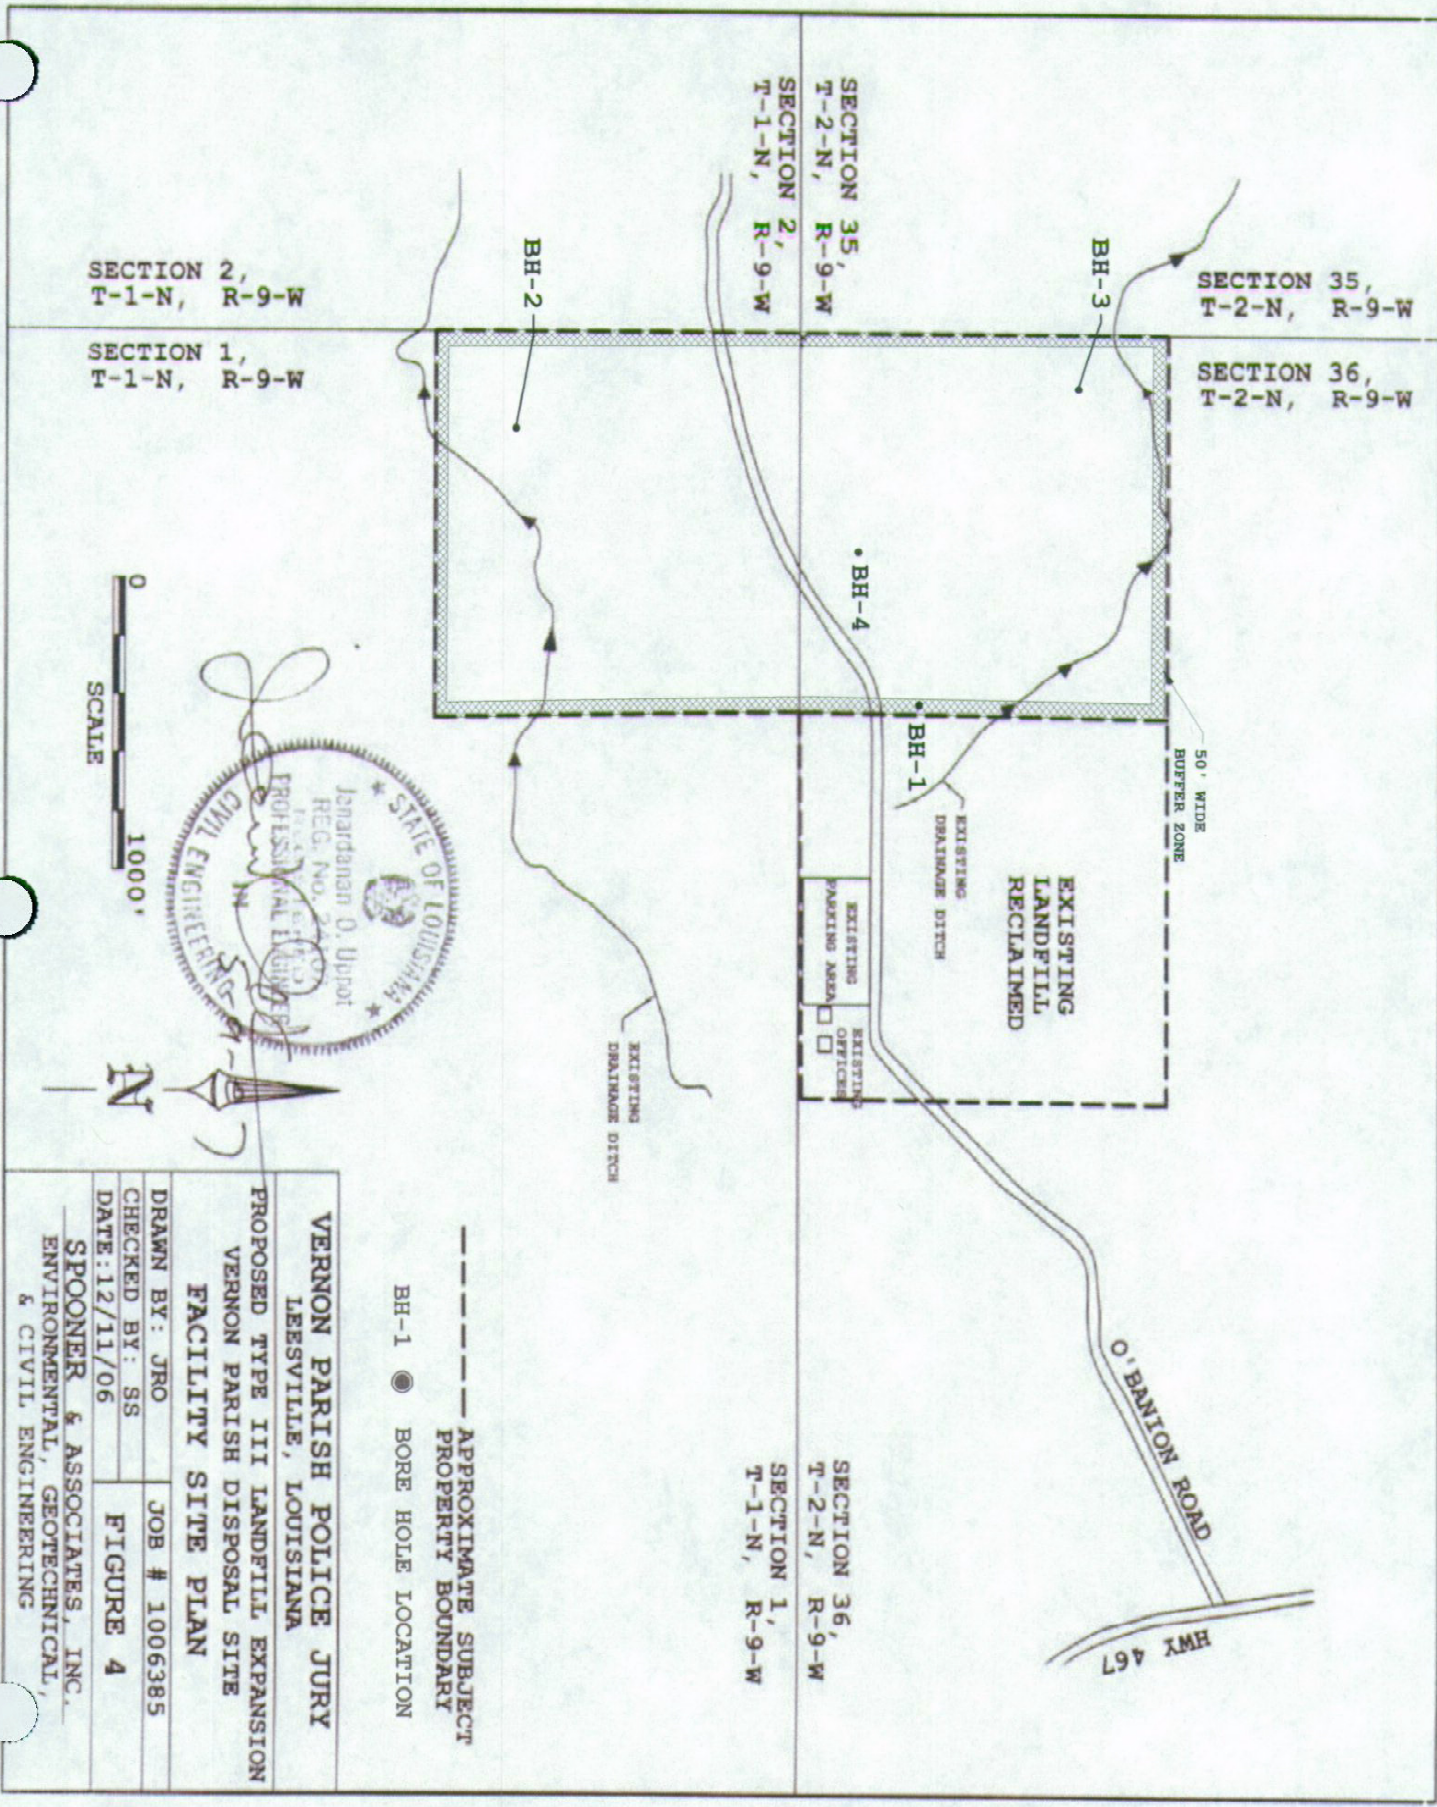 SECTION 35,
T-2-N, R-9-W
SECTION 36,
T-2-N, R-9-W
BH-3
50' WIDE
BUFFER ZONE
EXISTING
LANDFILL
RECLAIMED
EXISTING
DRAINAGE DITCH
BH-1
BH-4
EXISTING
PARKING AREA
EXISTING
OFFICES
O'BANION ROAD
HWY 467
SECTION 35,
T-2-N, R-9-W
SECTION 2,
T-1-N, R-9-W
SECTION 36,
T-2-N, R-9-W
SECTION 1,
T-1-N, R-9-W
BH-2
EXISTING
DRAINAGE DITCH
SECTION 2,
T-1-N, R-9-W
SECTION 1,
T-1-N, R-9-W
APPROXIMATE SUBJECT
PROPERTY BOUNDARY
BH-1 BORE HOLE LOCATION
0 1000'
SCALE
STATE OF LOUISIANA
Janardanan O. Uppot
REG. No.
PROFESSIONAL ENGINEER
IN
CIVIL ENGINEERING
N
VERNON PARISH POLICE JURY
LEESVILLE, LOUISIANA
PROPOSED TYPE III LANDFILL EXPANSION
VERNON PARISH DISPOSAL SITE
FACILITY SITE PLAN
DRAWN BY: JRO
JOB # 1006385
CHECKED BY: SS
DATE:12/11/06
FIGURE 4
SPOONER & ASSOCIATES, INC.
ENVIRONMENTAL, GEOTECHNICAL,
& CIVIL ENGINEERING